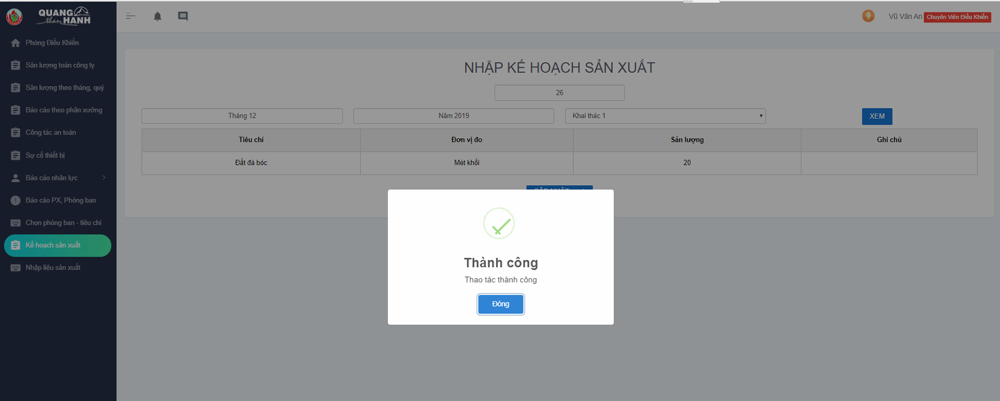 QUANG
than HẠNH
Vũ Văn An Chuyên Viên Điều Khiển
Phòng Điều Khiển
Sản lượng toàn công ty
Sản lượng theo tháng, quý
Báo cáo theo phân xưởng
Công tác an toàn
Sự cố thiết bị
Báo cáo nhân lực
Báo cáo PX, Phòng ban
Chọn phòng ban - tiêu chí
Kế hoạch sản xuất
Nhập liệu sản xuất
NHẬP KẾ HOẠCH SẢN XUẤT
26
Tháng 12 Năm 2019 Khai thác 1 XEM
Tiêu chí Đơn vị đo Sản lượng Ghi chú
Đất đá bóc Mét khối 20
Thành công
Thao tác thành công
Đóng